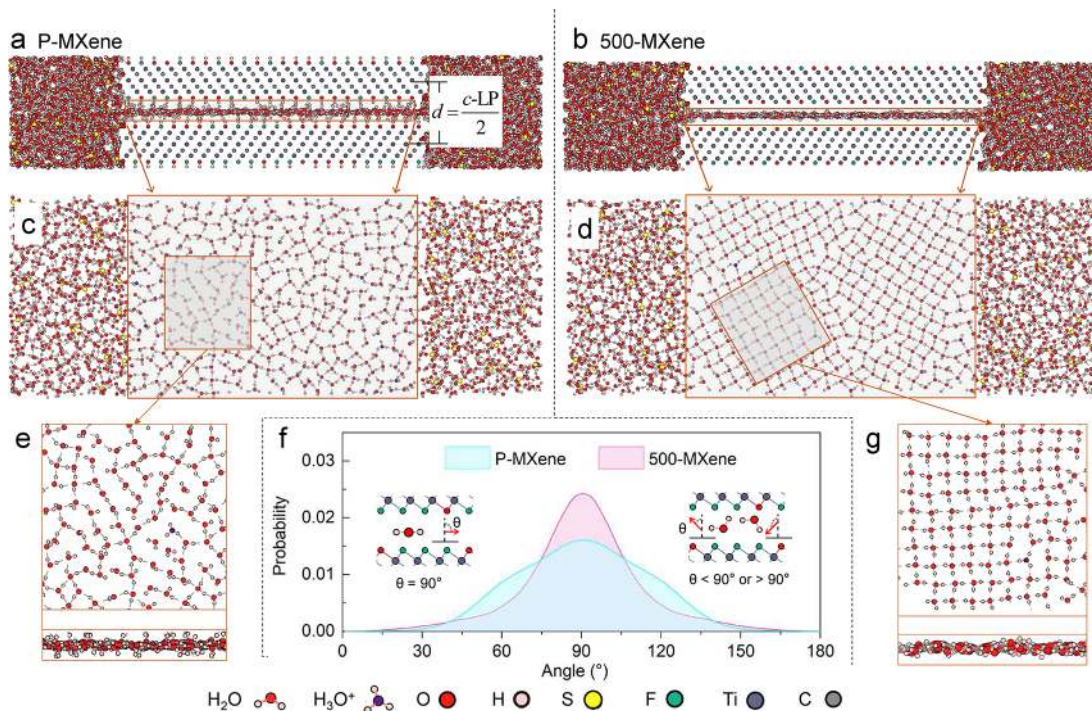 a P-MXene
b 500-MXene
d = c-LP / 2
c
d
e
f
g
P-MXene 500-MXene
0.03
0.02
0.01
0.00
Probability
θ
θ = 90°
θ
θ < 90° or > 90°
0 30 60 90 120 150 180
Angle (°)
H₂O H₃O⁺ O H S F Ti C